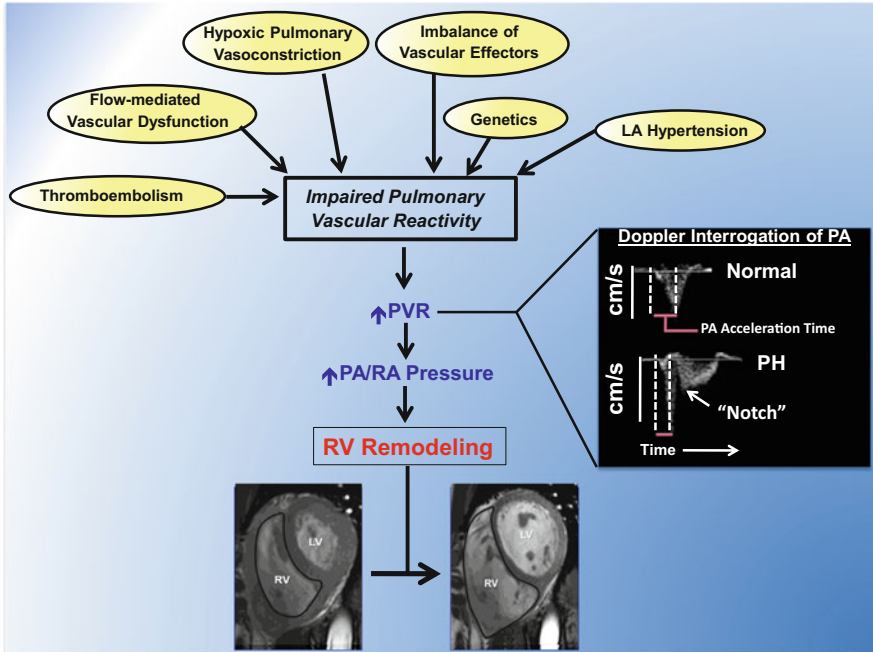 Hypoxic Pulmonary
Vasoconstriction
Imbalance of
Vascular Effectors
Flow-mediated
Vascular Dysfunction
Genetics
LA Hypertension
Thromboembolism
Impaired Pulmonary
Vascular Reactivity
Doppler Interrogation of PA
cm/s
Normal
PA Acceleration Time
↑PVR
↑PA/RA Pressure
cm/s
PH
"Notch"
Time
RV Remodeling
LV
RV
LV
RV